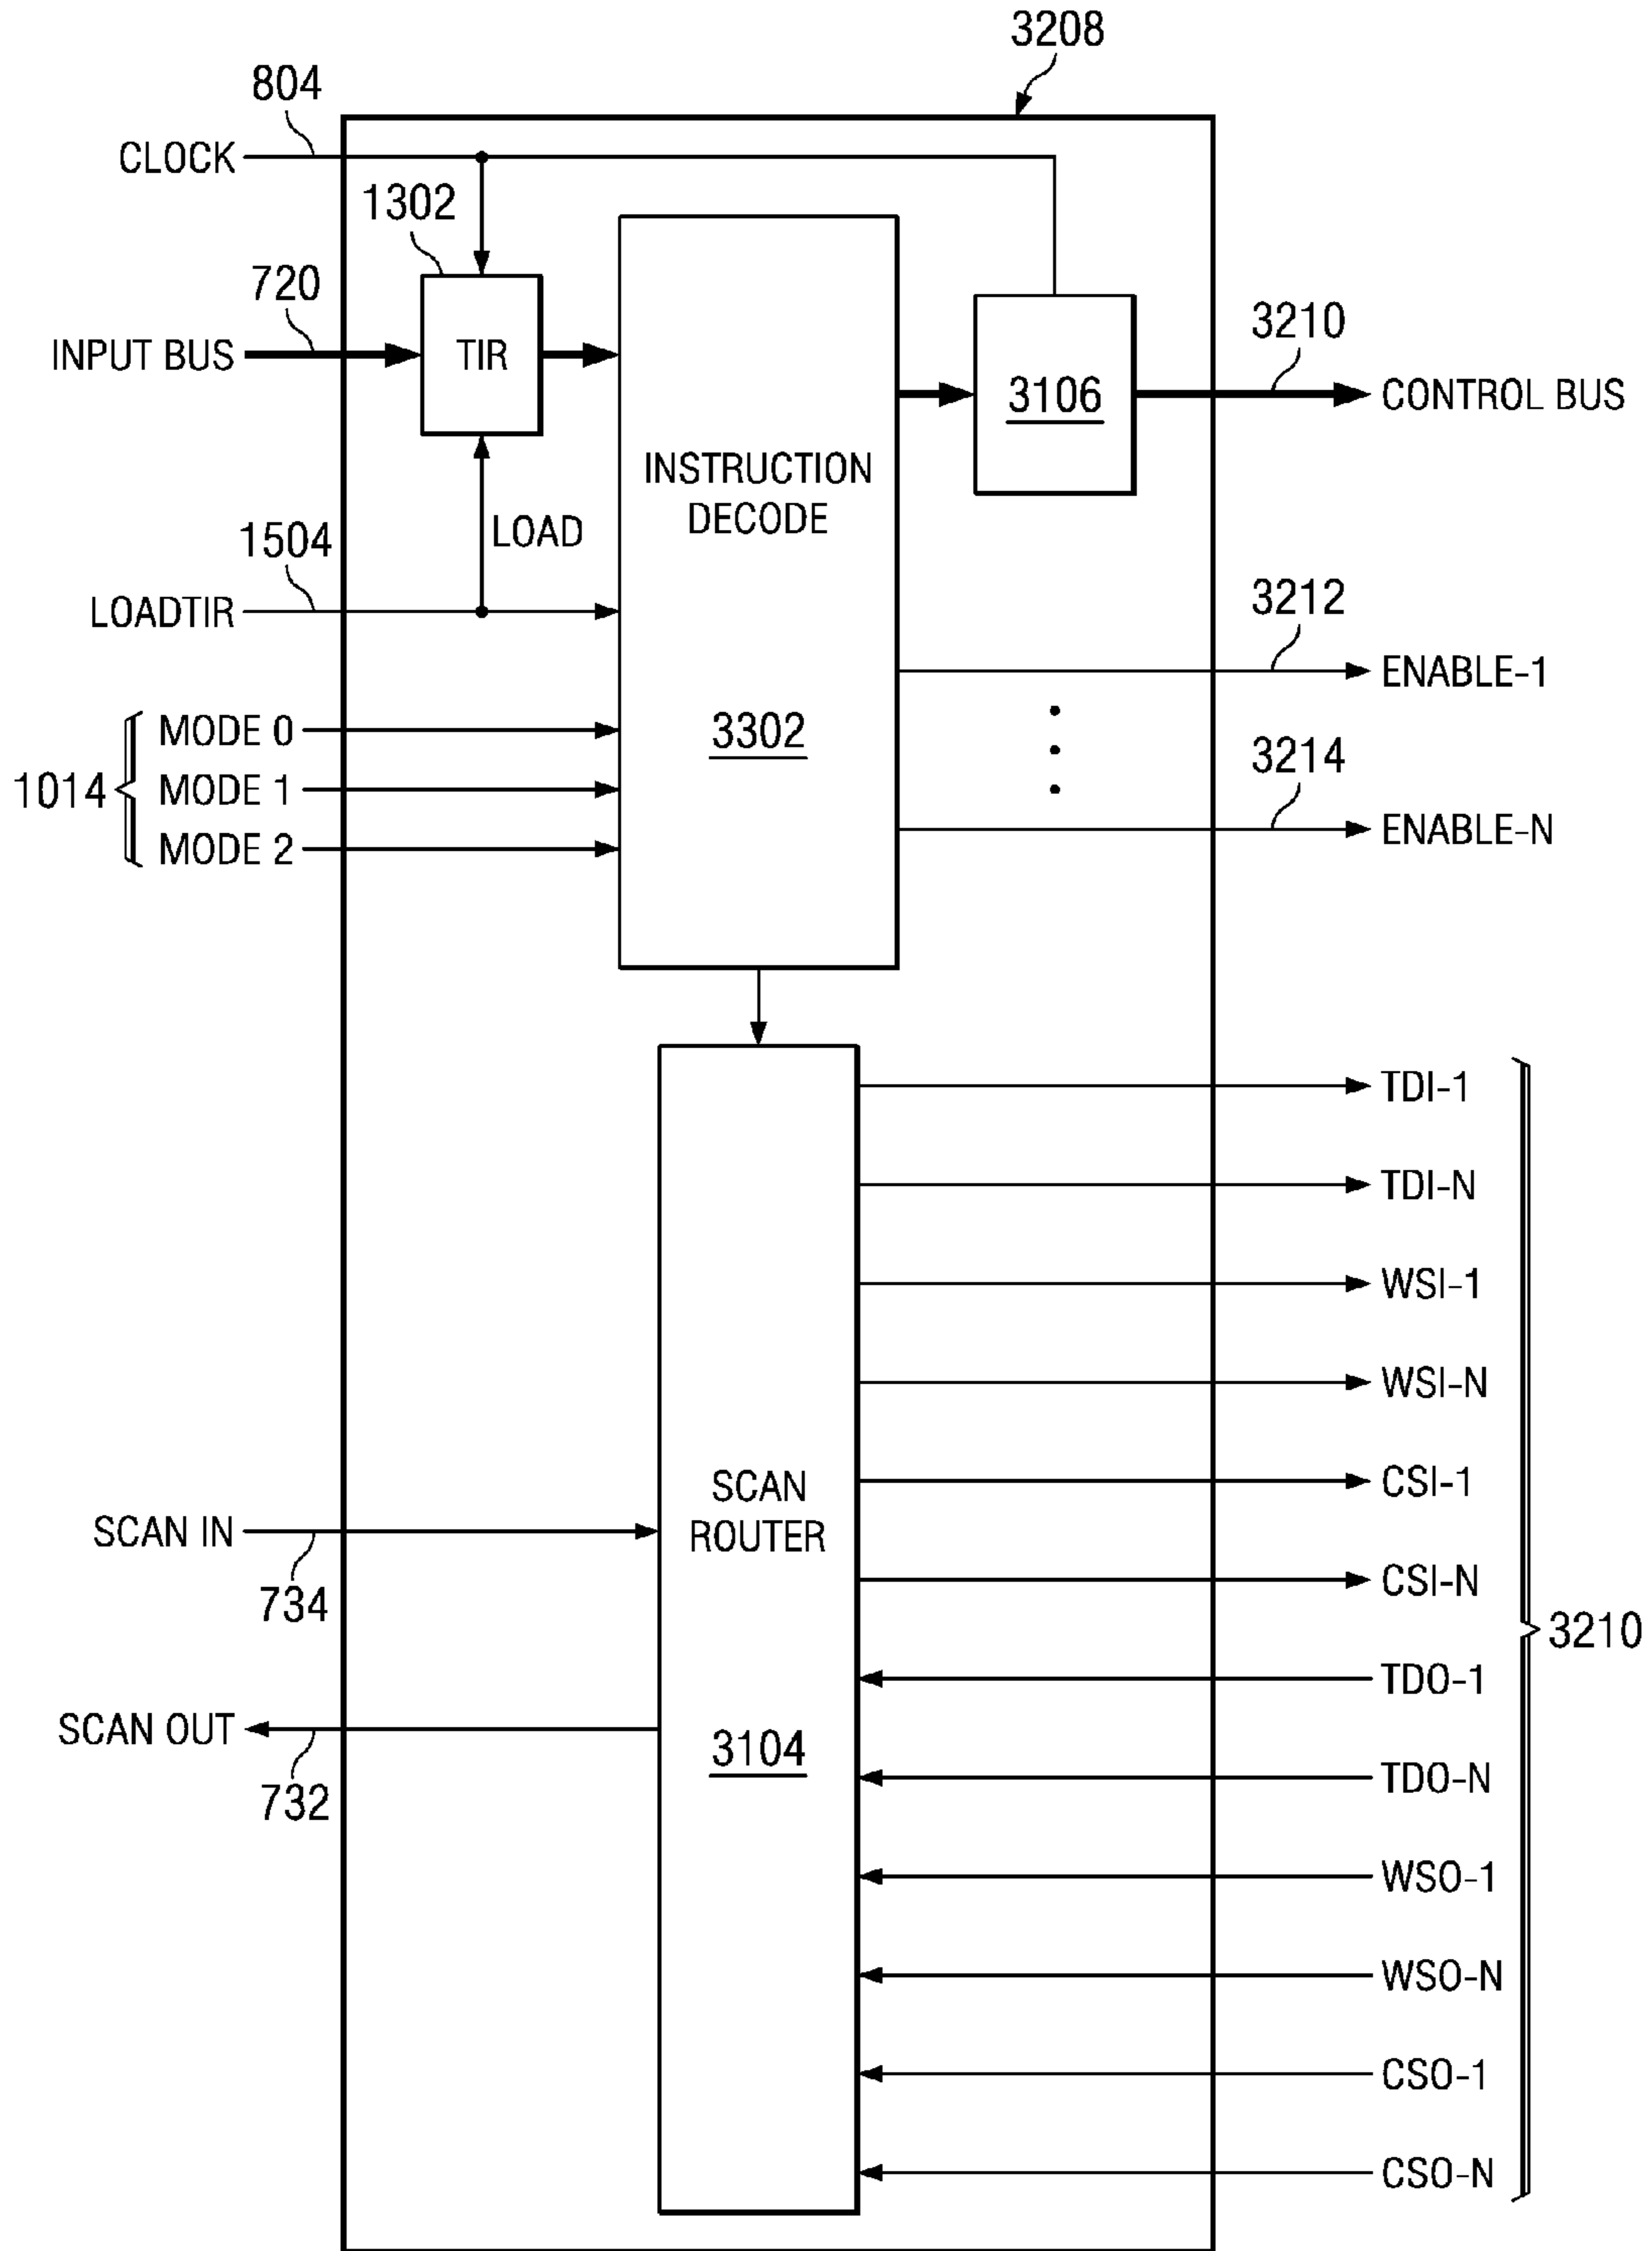 3208
804
CLOCK
1302
720
INPUT BUS
TIR
3210
3106
CONTROL BUS
INSTRUCTION
DECODE
1504
LOAD
LOADTIR
3212
ENABLE-1
1014
MODE 0
MODE 1
MODE 2
3302
3214
ENABLE-N
TDI-1
TDI-N
WSI-1
WSI-N
CSI-1
SCAN
ROUTER
SCAN IN
734
CSI-N
3210
TDO-1
SCAN OUT
732
3104
TDO-N
WSO-1
WSO-N
CSO-1
CSO-N